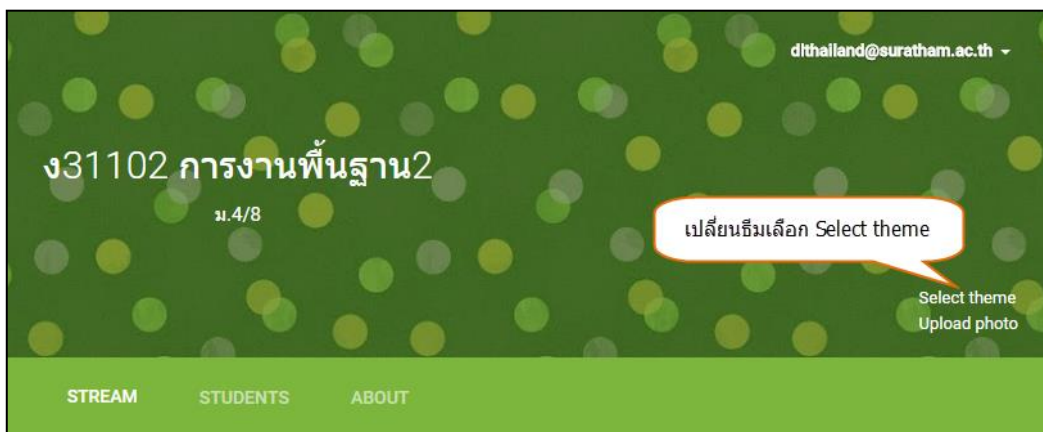 dlthailand@suratham.ac.th
ง31102 การงานพื้นฐาน2
ม.4/8
เปลี่ยนธีมเลือก Select theme
Select theme
Upload photo
STREAM STUDENTS ABOUT